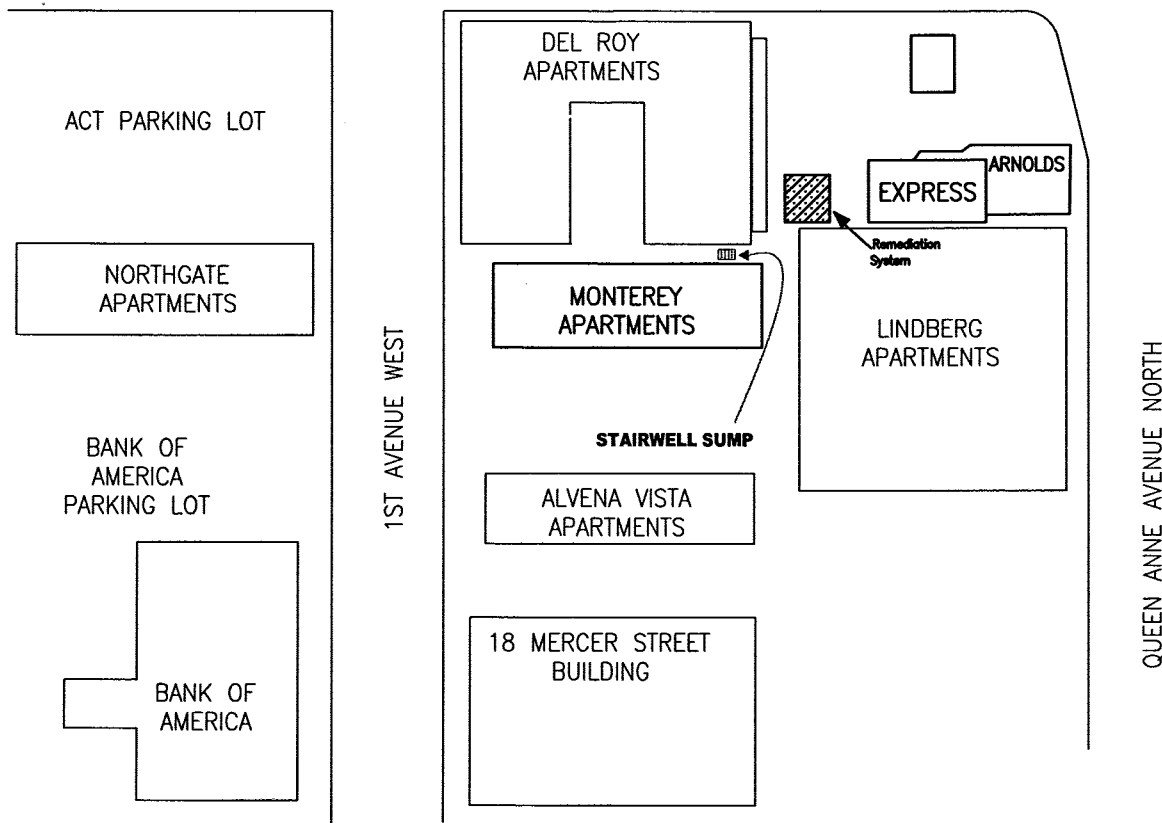 DEL ROY
APARTMENTS
ACT PARKING LOT
ARNOLDS
EXPRESS
Remediation
System
NORTHGATE
APARTMENTS
MONTEREY
APARTMENTS
LINDBERG
APARTMENTS
1ST AVENUE WEST
QUEEN ANNE AVENUE NORTH
STAIRWELL SUMP
BANK OF
AMERICA
PARKING LOT
ALVENA VISTA
APARTMENTS
18 MERCER STREET
BUILDING
BANK OF
AMERICA